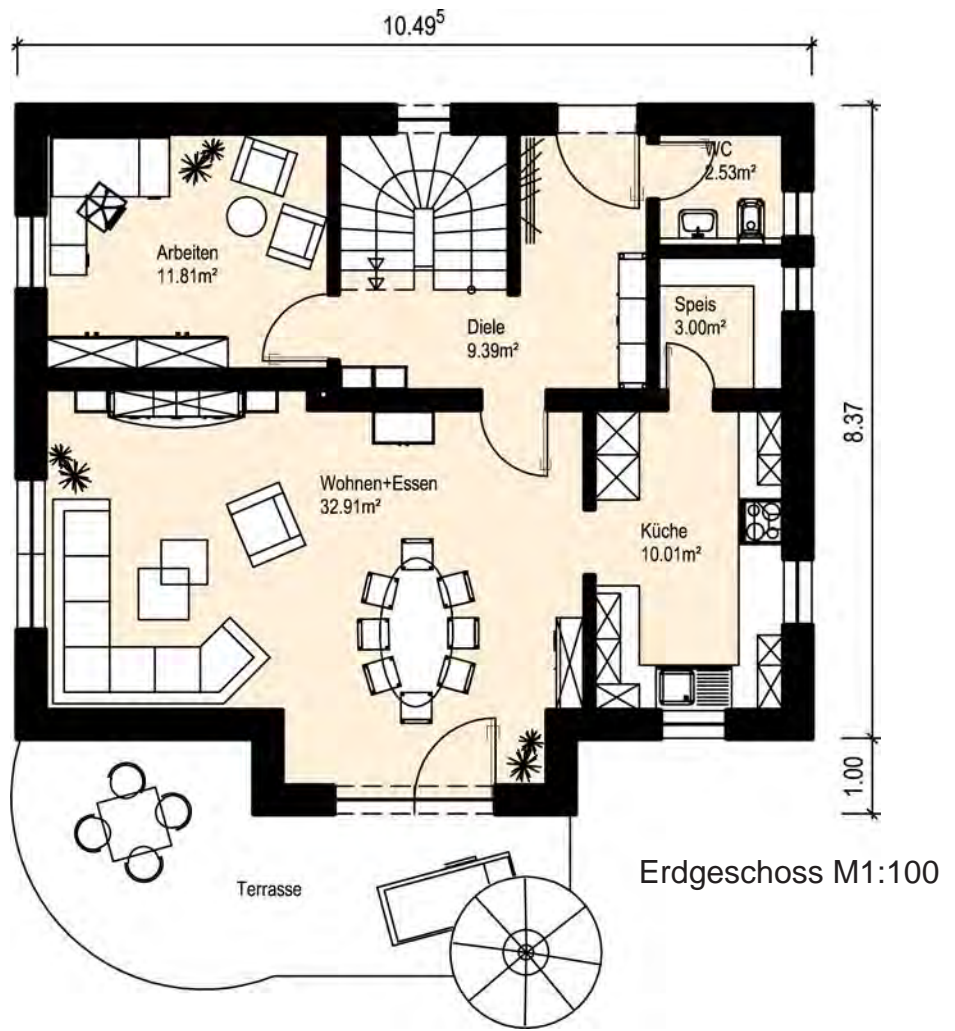 10.49⁵
WC
2.53m²
Arbeiten
11.81m²
Speis
3.00m²
Diele
9.39m²
8.37
Wohnen+Essen
32.91m²
Küche
10.01m²
1.00
Erdgeschoss M1:100
Terrasse